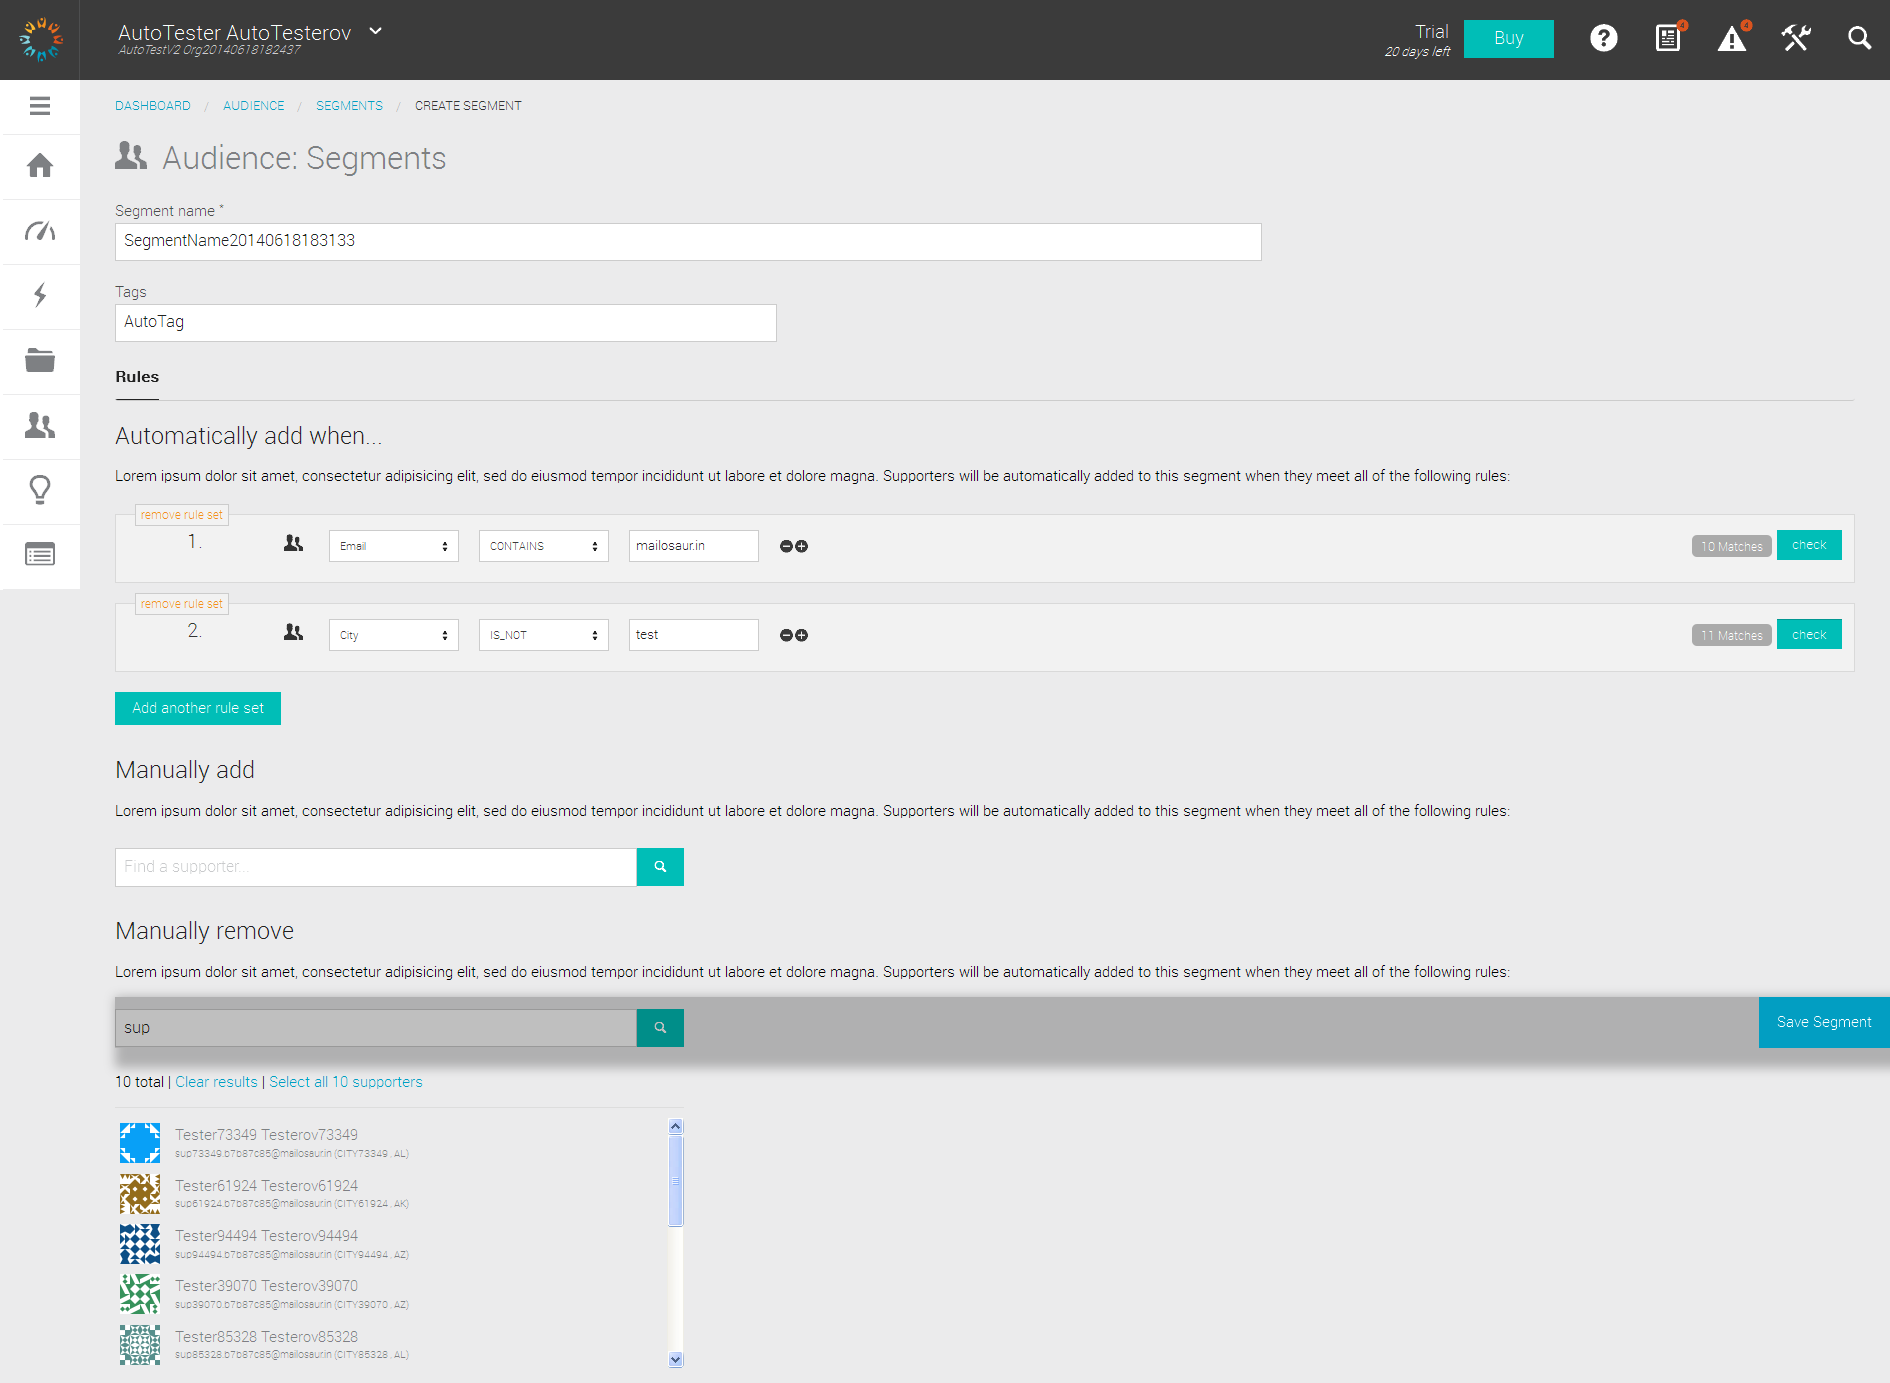 AutoTester AutoTesterov
AutoTestV2 Org20140618182437
Trial
20 days left
Buy
4
4
DASHBOARD / AUDIENCE / SEGMENTS / CREATE SEGMENT
Audience: Segments
Segment name *
SegmentName20140618183133
Tags
AutoTag
Rules
Automatically add when...
Lorem ipsum dolor sit amet, consectetur adipisicing elit, sed do eiusmod tempor incididunt ut labore et dolore magna. Supporters will be automatically added to this segment when they meet all of the following rules:
remove rule set
1. Email CONTAINS mailosaur.in 10 Matches check
remove rule set
2. City IS_NOT test 11 Matches check
Add another rule set
Manually add
Lorem ipsum dolor sit amet, consectetur adipisicing elit, sed do eiusmod tempor incididunt ut labore et dolore magna. Supporters will be automatically added to this segment when they meet all of the following rules:
Find a supporter...
Manually remove
Lorem ipsum dolor sit amet, consectetur adipisicing elit, sed do eiusmod tempor incididunt ut labore et dolore magna. Supporters will be automatically added to this segment when they meet all of the following rules:
sup
Save Segment
10 total | Clear results | Select all 10 supporters
Tester73349 Testerov73349
sup73349.b7b87c85@mailosaur.in (CITY73349 , AL)
Tester61924 Testerov61924
sup61924.b7b87c85@mailosaur.in (CITY61924 , AK)
Tester94494 Testerov94494
sup94494.b7b87c85@mailosaur.in (CITY94494 , AZ)
Tester39070 Testerov39070
sup39070.b7b87c85@mailosaur.in (CITY39070 , AZ)
Tester85328 Testerov85328
sup85328.b7b87c85@mailosaur.in (CITY85328 , AL)